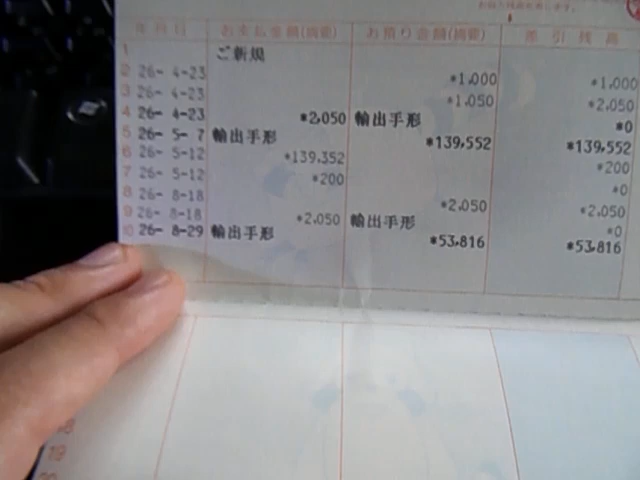 年月日 お支払金額(摘要) お預り金額(摘要) 差引残高
1 ご新規
2 26- 4-23 *1,000 *1,000
3 26- 4-23 *1,050 *2,050
4 26- 4-23 *2,050 輸出手形 *0
5 26- 5- 7 輸出手形 *139,552 *139,552
6 26- 5-12 *139,352 *200
7 26- 5-12 *200 *0
8 26- 8-18 *2,050 *2,050
9 26- 8-18 *2,050 輸出手形 *0
10 26- 8-29 輸出手形 *53,816 *53,816
19